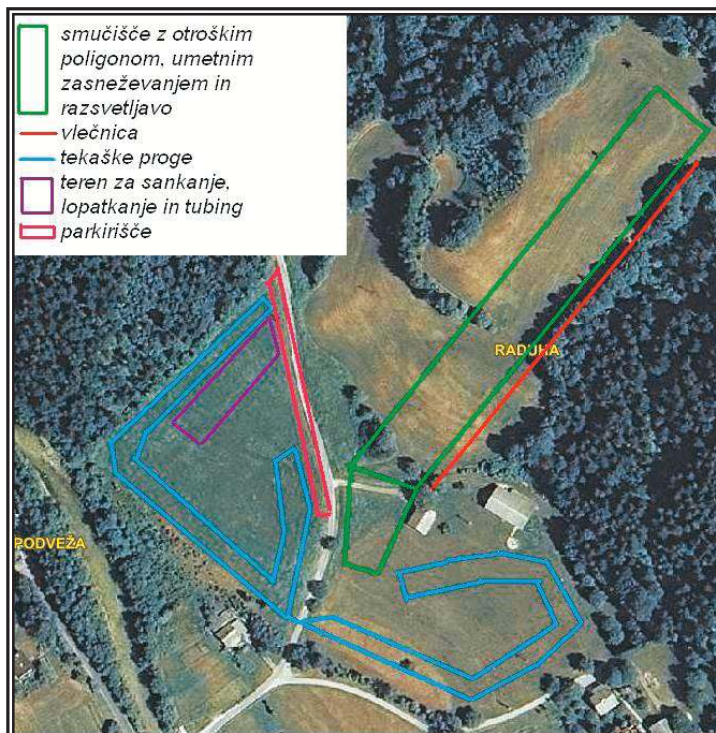 smučišče z otroškim
poligonom, umetnim
zasneževanjem in
razsvetljavo
vlečnica
tekaške proge
teren za sankanje,
lopatkanje in tubing
parkirišče
RADUHA
PODVEŽA